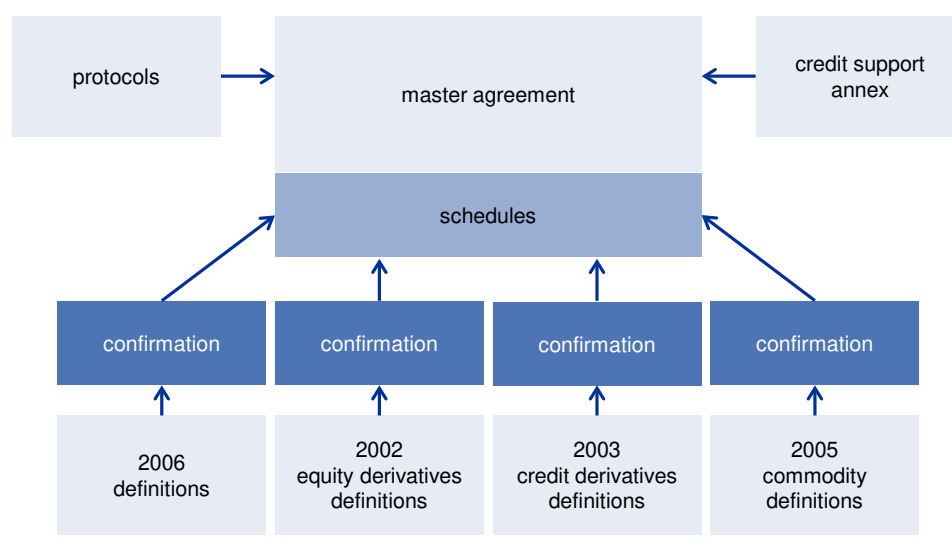 protocols
master agreement
credit support
annex
schedules
confirmation
confirmation
confirmation
confirmation
2006
definitions
2002
equity derivatives
definitions
2003
credit derivatives
definitions
2005
commodity
definitions